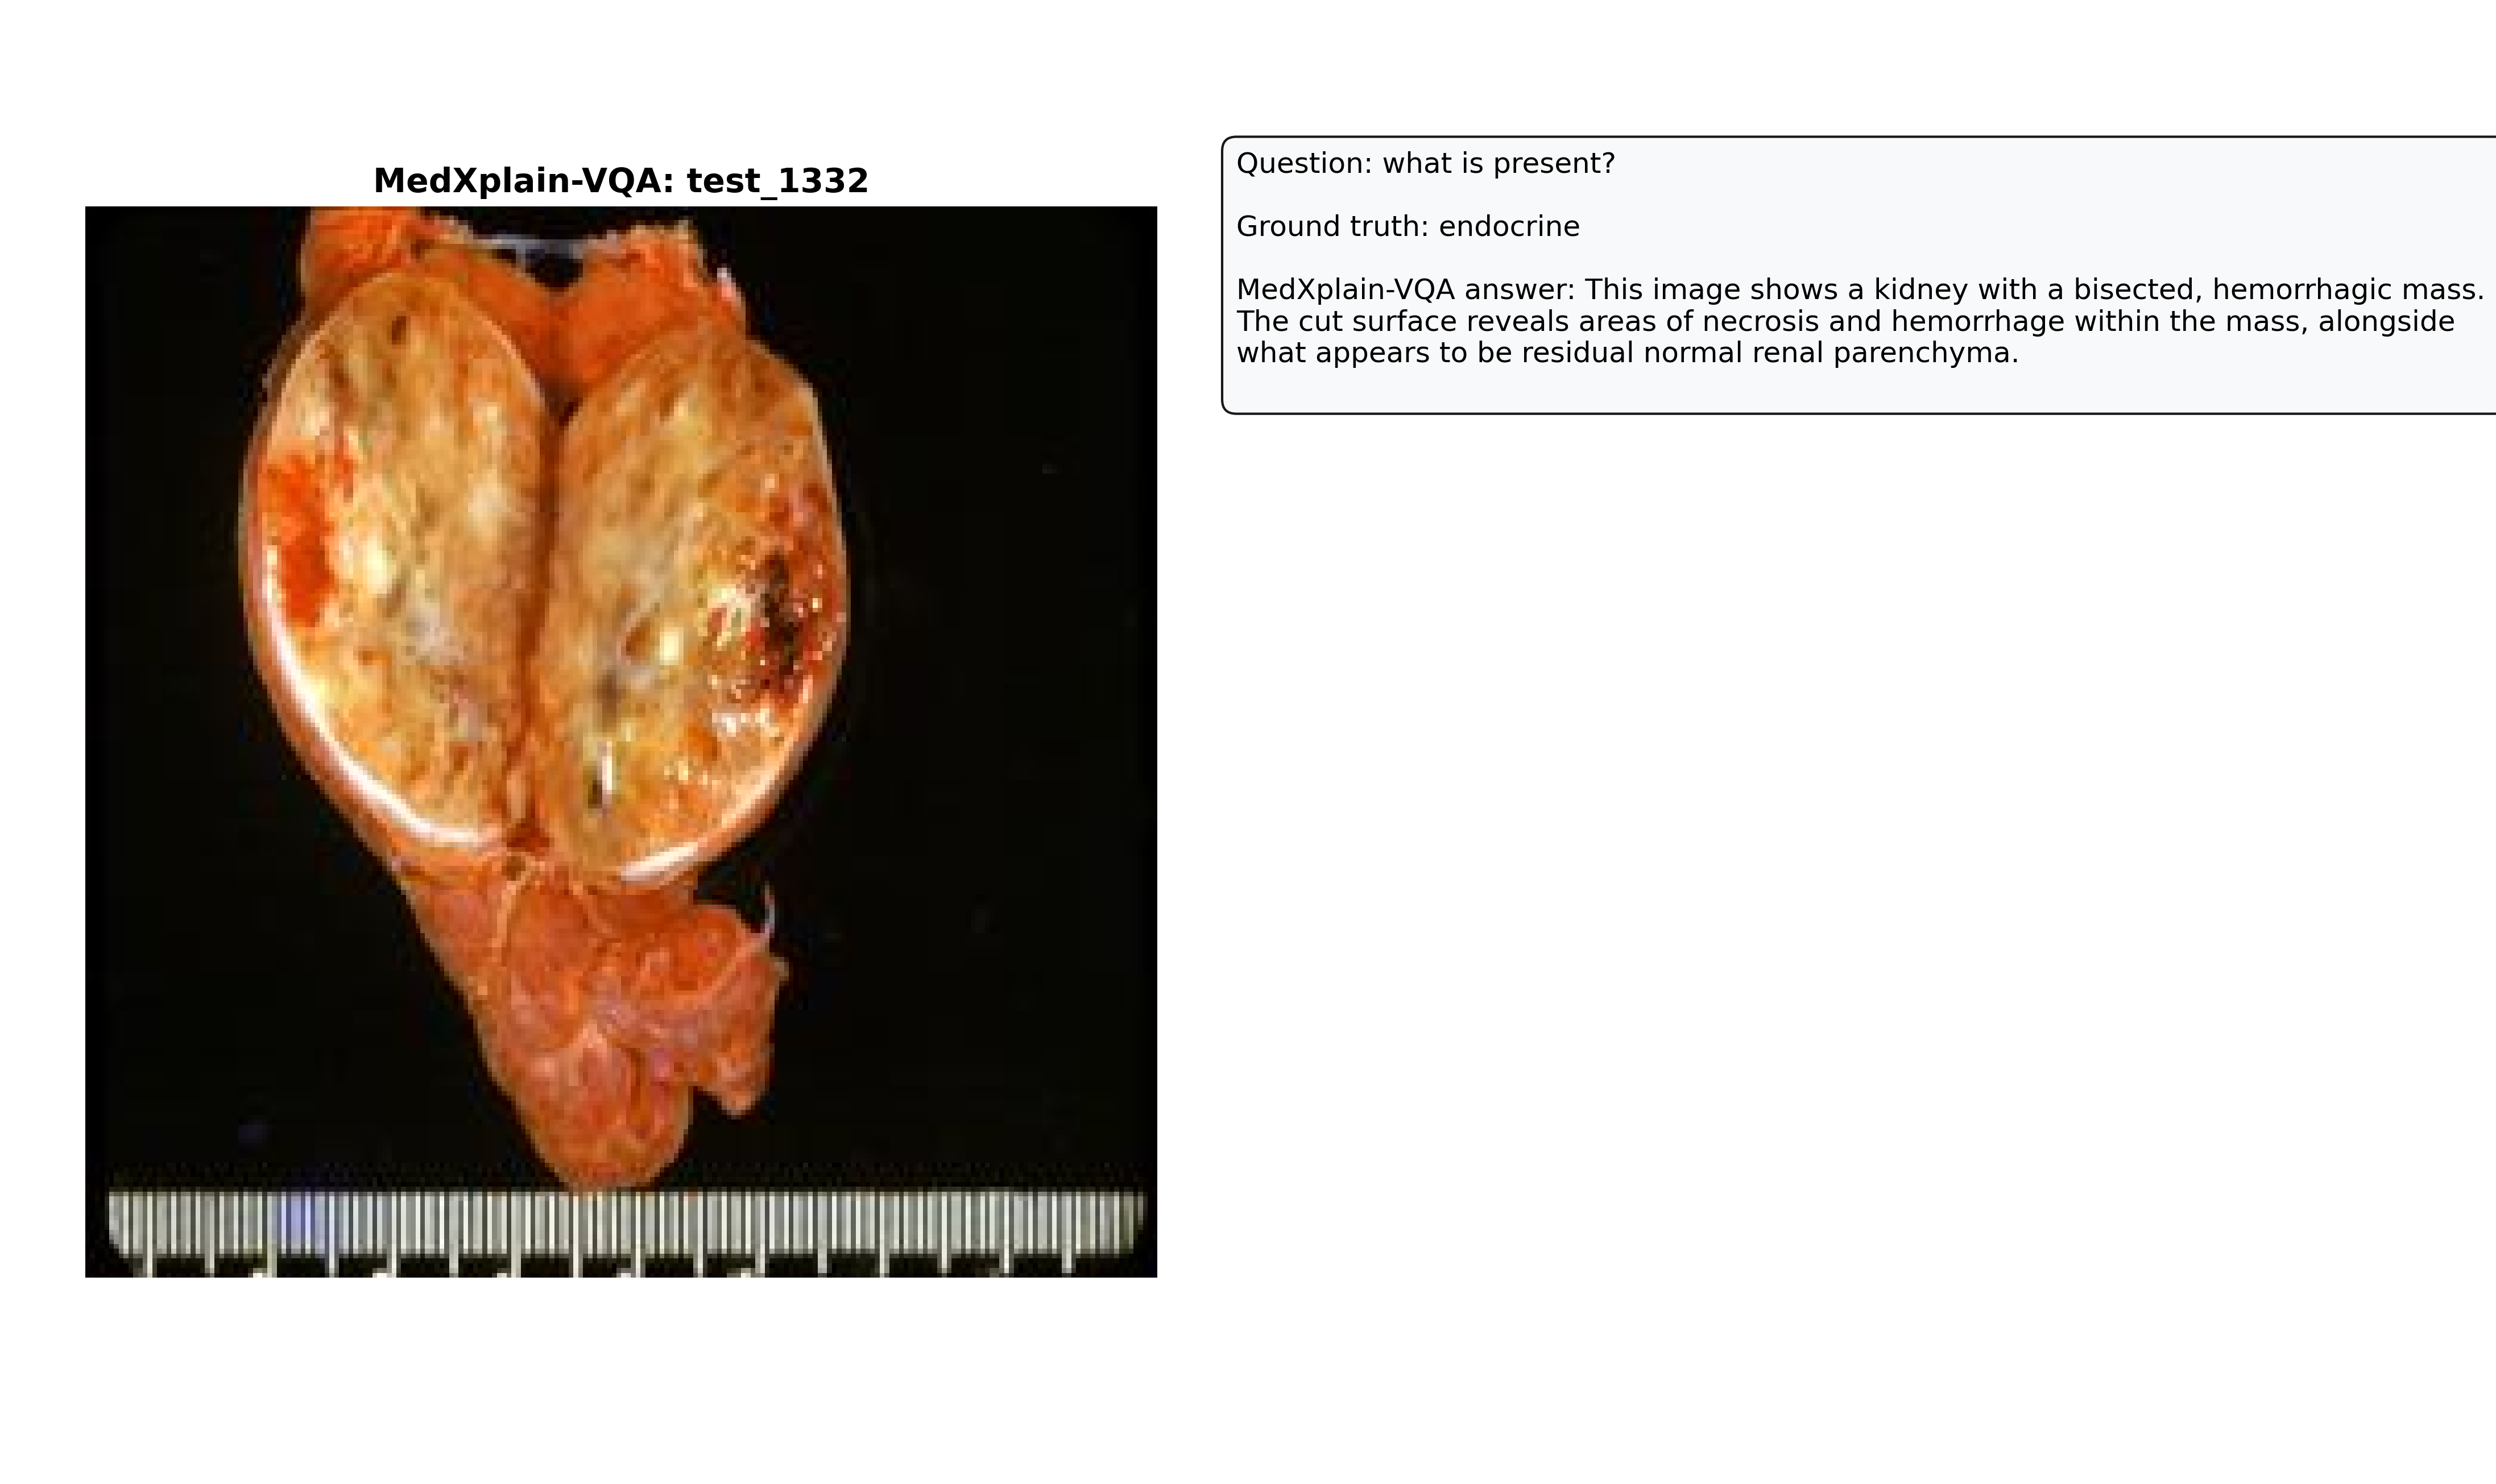 MedXplain-VQA: test_1332
Question: what is present?
Ground truth: endocrine
MedXplain-VQA answer: This image shows a kidney with a bisected, hemorrhagic mass.
The cut surface reveals areas of necrosis and hemorrhage within the mass, alongside
what appears to be residual normal renal parenchyma.